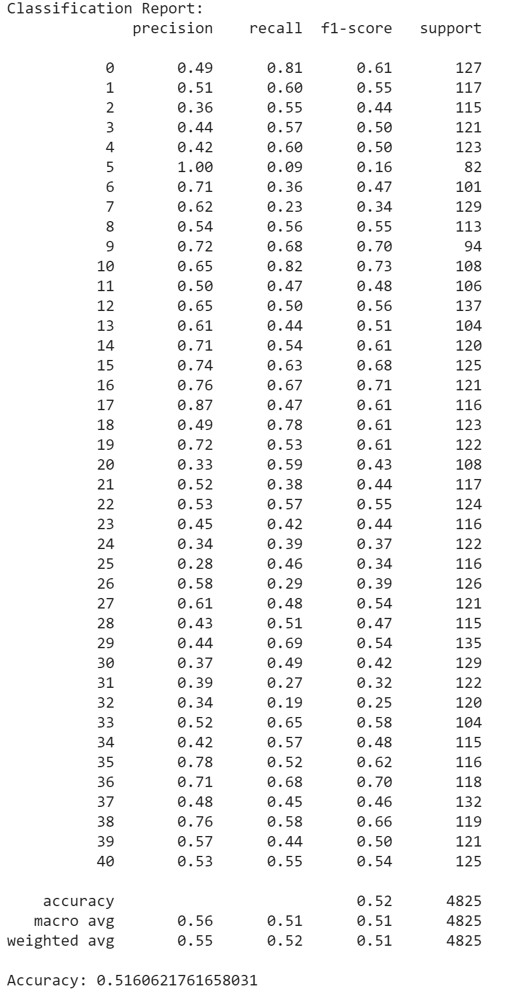 Classification Report:
precision recall f1-score support
0 0.49 0.81 0.61 127
1 0.51 0.60 0.55 117
2 0.36 0.55 0.44 115
3 0.44 0.57 0.50 121
4 0.42 0.60 0.50 123
5 1.00 0.09 0.16 82
6 0.71 0.36 0.47 101
7 0.62 0.23 0.34 129
8 0.54 0.56 0.55 113
9 0.72 0.68 0.70 94
10 0.65 0.82 0.73 108
11 0.50 0.47 0.48 106
12 0.65 0.50 0.56 137
13 0.61 0.44 0.51 104
14 0.71 0.54 0.61 120
15 0.74 0.63 0.68 125
16 0.76 0.67 0.71 121
17 0.87 0.47 0.61 116
18 0.49 0.78 0.61 123
19 0.72 0.53 0.61 122
20 0.33 0.59 0.43 108
21 0.52 0.38 0.44 117
22 0.53 0.57 0.55 124
23 0.45 0.42 0.44 116
24 0.34 0.39 0.37 122
25 0.28 0.46 0.34 116
26 0.58 0.29 0.39 126
27 0.61 0.48 0.54 121
28 0.43 0.51 0.47 115
29 0.44 0.69 0.54 135
30 0.37 0.49 0.42 129
31 0.39 0.27 0.32 122
32 0.34 0.19 0.25 120
33 0.52 0.65 0.58 104
34 0.42 0.57 0.48 115
35 0.78 0.52 0.62 116
36 0.71 0.68 0.70 118
37 0.48 0.45 0.46 132
38 0.76 0.58 0.66 119
39 0.57 0.44 0.50 121
40 0.53 0.55 0.54 125
accuracy 0.52 4825
macro avg 0.56 0.51 0.51 4825
weighted avg 0.55 0.52 0.51 4825
Accuracy: 0.5160621761658031